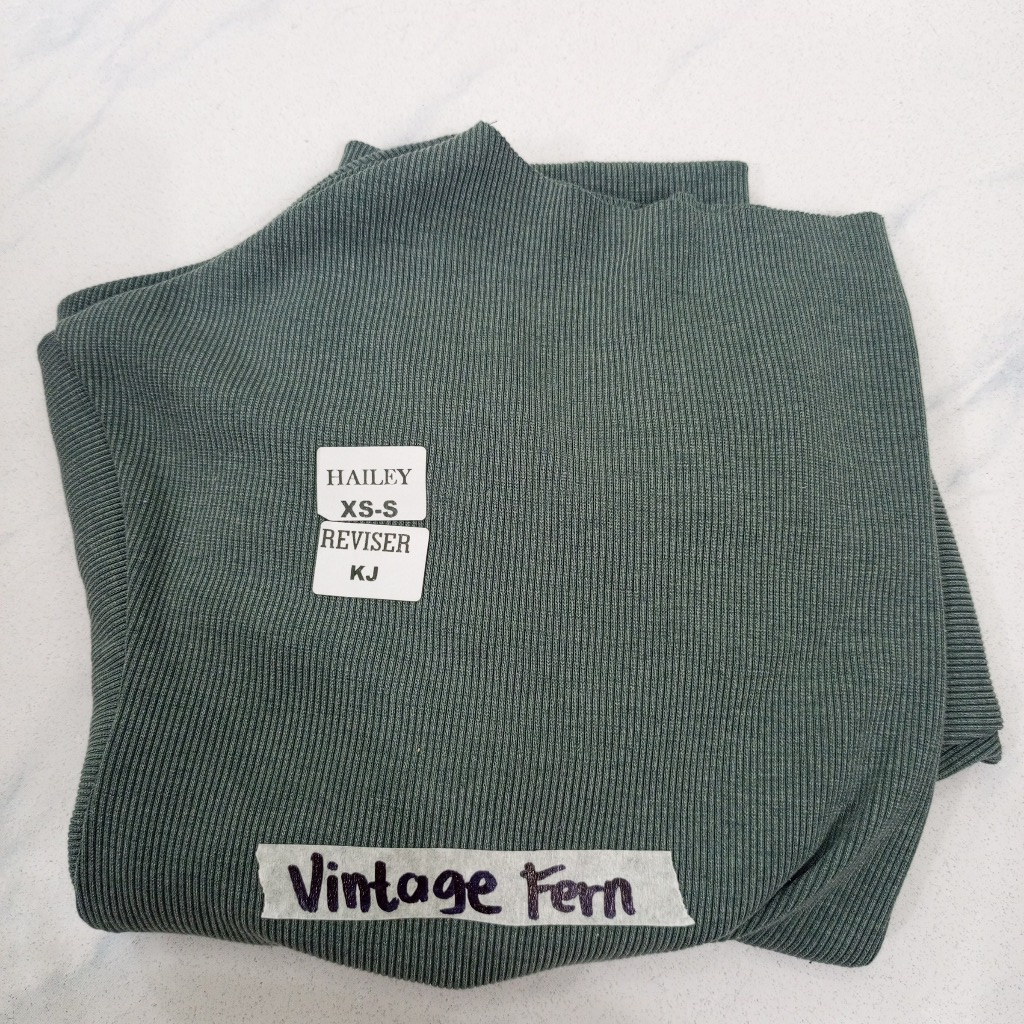 HAILEY
XS-S
REVISER
KJ
Vintage Fern